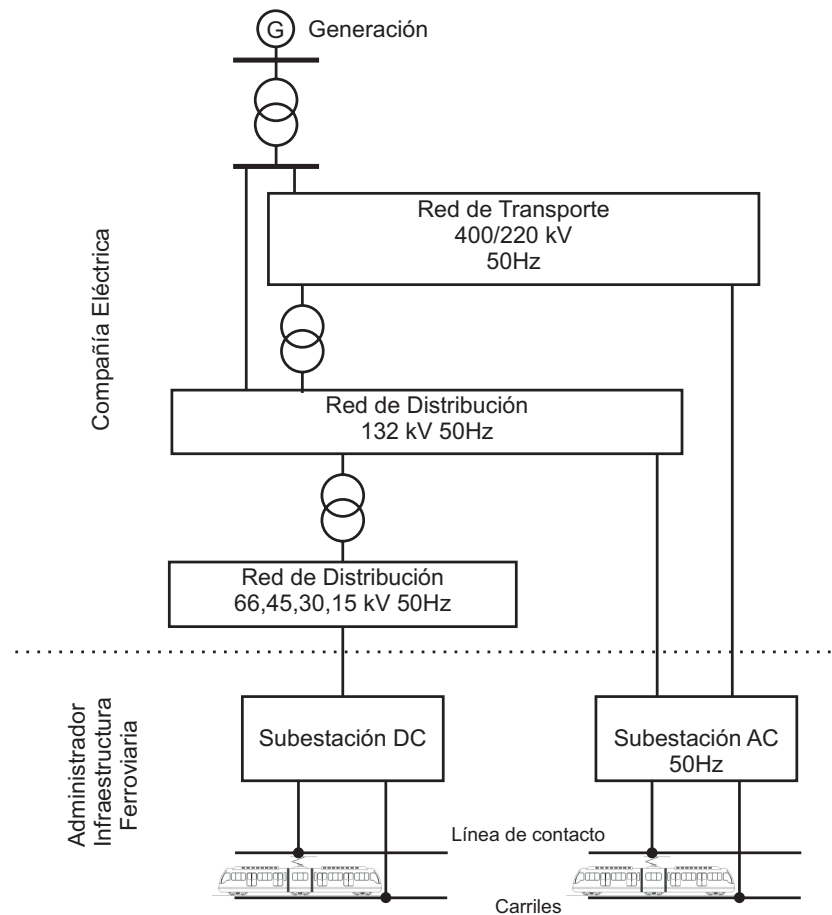 G
Generación
Red de Transporte
400/220 kV
50Hz
Compañía Eléctrica
Red de Distribución
132 kV 50Hz
Red de Distribución
66,45,30,15 kV 50Hz
Administrador
Infraestructura
Ferroviaria
Subestación DC
Subestación AC
50Hz
Línea de contacto
Carriles